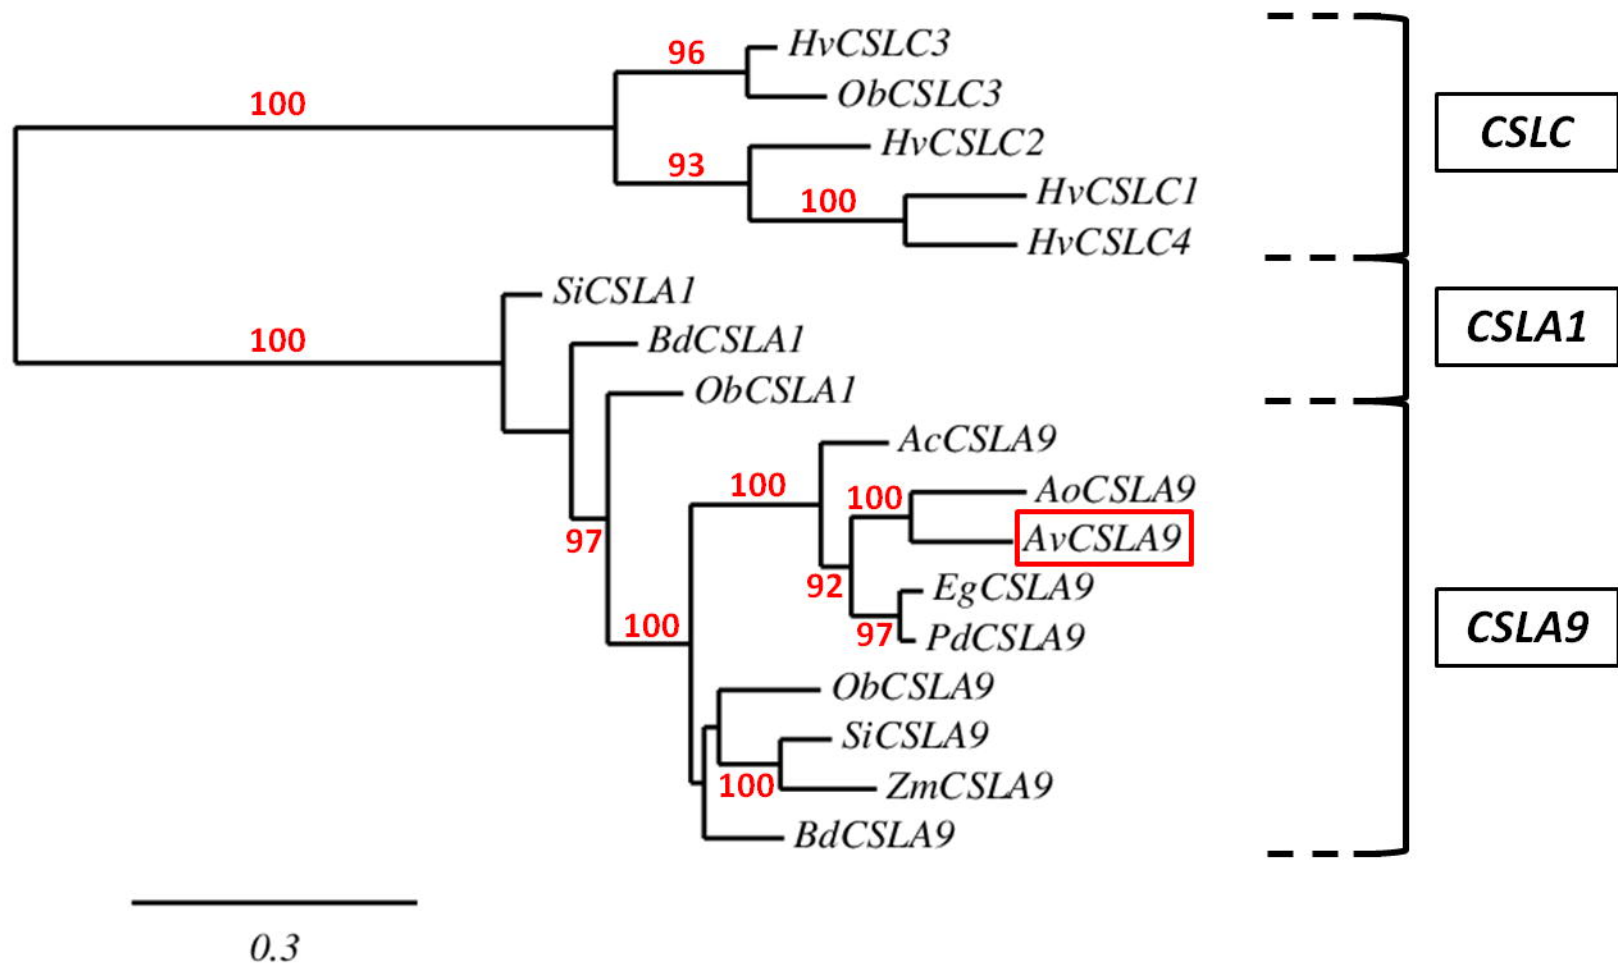 HvCSLC3
96
100
ObCSLC3
CSLC
HvCSLC2
93
HvCSLC1
100
HvCSLC4
SiCSLA1
CSLA1
100
BdCSLA1
ObCSLA1
AcCSLA9
100
100
AoCSLA9
97
AvCSLA9
92
EgCSLA9
100
97
PdCSLA9
CSLA9
ObCSLA9
SiCSLA9
100
ZmCSLA9
BdCSLA9
0.3